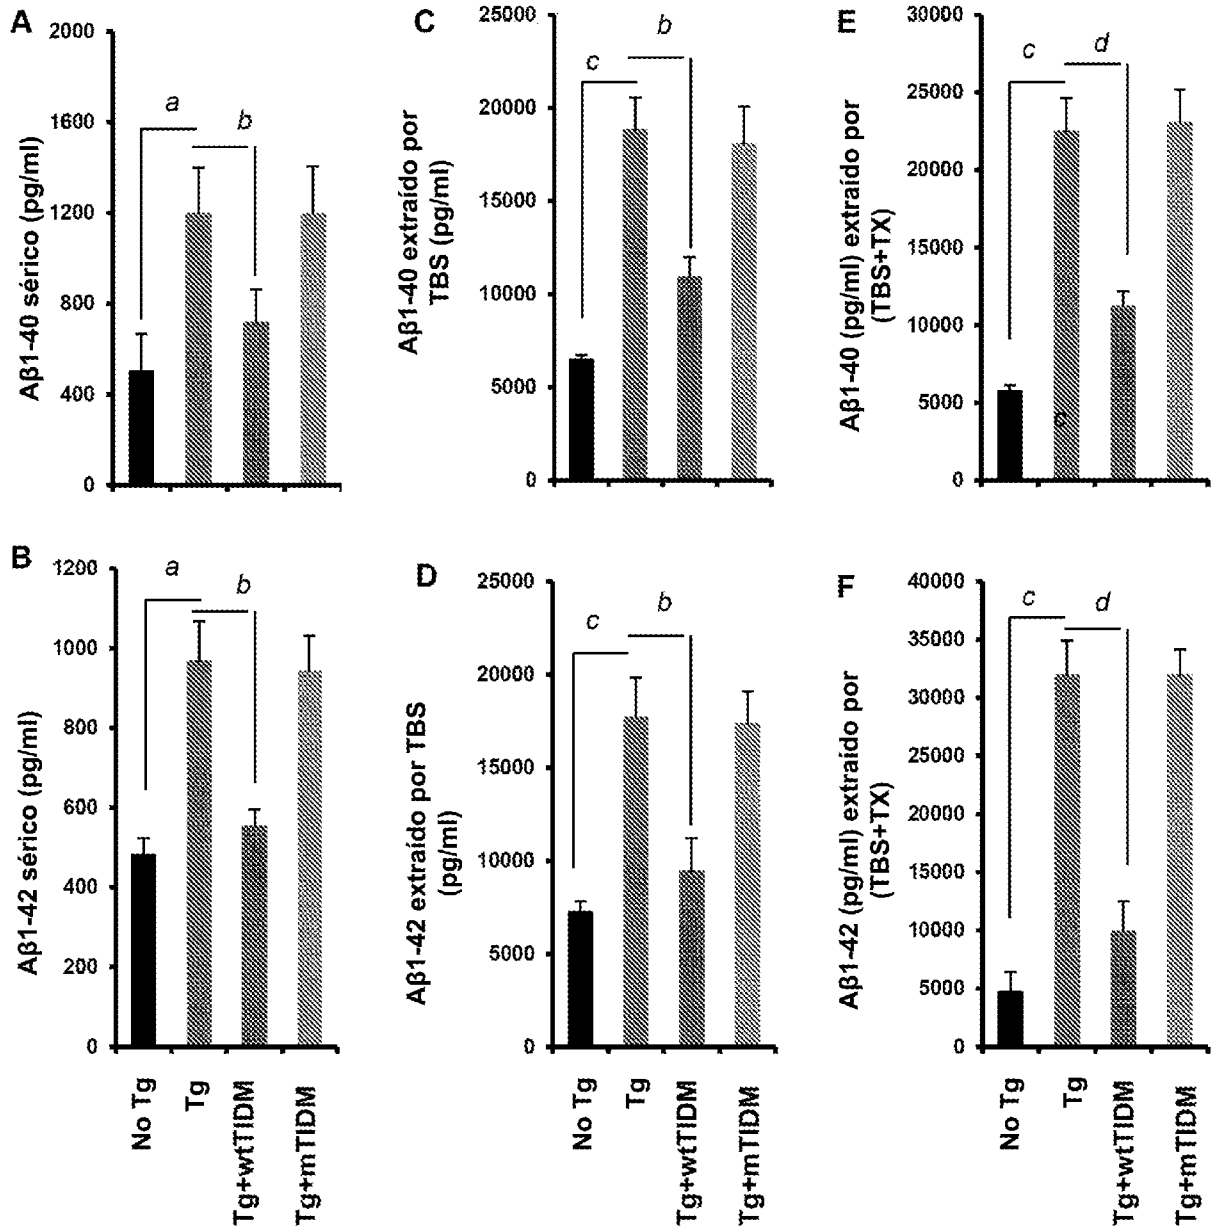 A
2000
1600
1200
800
400
0
Aβ1-40 sérico (pg/ml)
a
b
C
25000
20000
15000
10000
5000
0
Aβ1-40 extraído por
TBS (pg/ml)
c
b
E
30000
25000
20000
15000
10000
5000
0
Aβ1-40 (pg/ml) extraído por
(TBS+TX)
c
d
c
B
1200
1000
800
600
400
200
0
Aβ1-42 sérico (pg/ml)
a
b
No Tg
Tg
Tg+wtTIDM
Tg+mTIDM
D
25000
20000
15000
10000
5000
0
Aβ1-42 extraído por TBS
(pg/ml)
c
b
No Tg
Tg
Tg+wtTIDM
Tg+mTIDM
F
40000
35000
30000
25000
20000
15000
10000
5000
0
Aβ1-42 (pg/ml) extraído por
(TBS+TX)
c
d
No Tg
Tg
Tg+wtTIDM
Tg+mTIDM